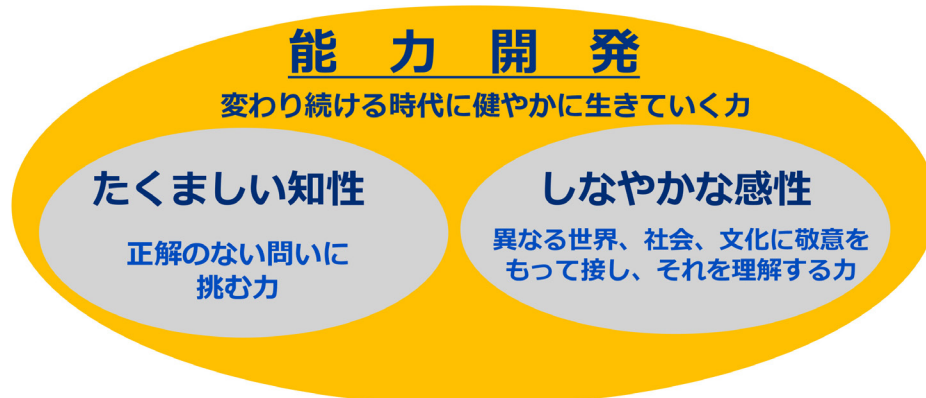 能 力 開 発
変わり続ける時代に健やかに生きていく力
たくましい知性
正解のない問いに
挑む力
しなやかな感性
異なる世界、社会、文化に敬意を
もって接し、それを理解する力